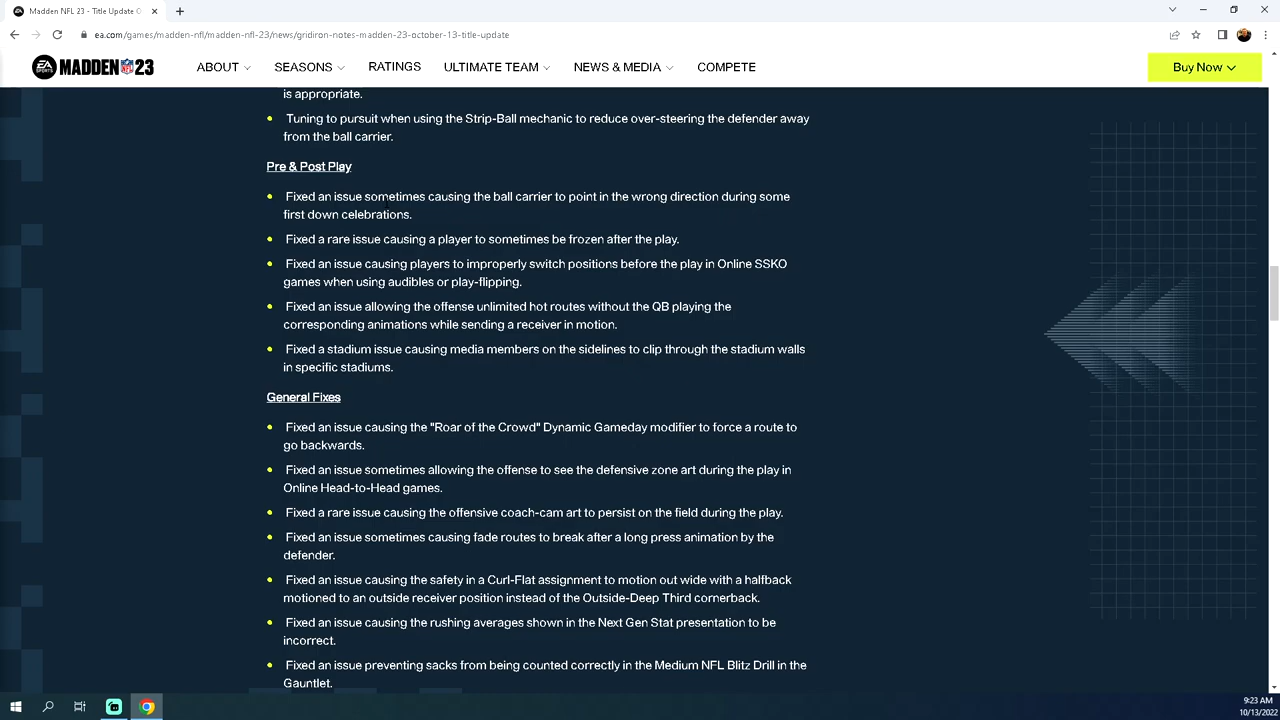 Madden NFL 23 - Title Update O
ea.com/games/madden-nfl/madden-nfl-23/news/gridiron-notes-madden-23-october-13-title-update
EA SPORTS MADDEN NFL 23
ABOUT
SEASONS
RATINGS
ULTIMATE TEAM
NEWS & MEDIA
COMPETE
Buy Now
is appropriate.
Tuning to pursuit when using the Strip-Ball mechanic to reduce over-steering the defender away
from the ball carrier.
Pre & Post Play
Fixed an issue sometimes causing the ball carrier to point in the wrong direction during some
first down celebrations.
Fixed a rare issue causing a player to sometimes be frozen after the play.
Fixed an issue causing players to improperly switch positions before the play in Online SSKO
games when using audibles or play-flipping.
Fixed an issue allowing the user unlimited hot routes without the QB playing the
corresponding animations while sending a receiver in motion.
Fixed a stadium issue causing media members on the sideline to clip through the stadium walls
in specific stadiums.
General Fixes
Fixed an issue causing the "Roar of the Crowd" Dynamic Gameday modifier to force a route to
go backwards.
Fixed an issue sometimes allowing the offense to see the defensive zone art during the play in
Online Head-to-Head games.
Fixed a rare issue causing the offensive coach-cam art to persist on the field during the play.
Fixed an issue sometimes causing fade routes to break after a long press animation by the
defender.
Fixed an issue causing the safety in a Curl-Flat assignment to motion out wide with a halfback
motioned to an outside receiver position instead of the Outside-Deep Third cornerback.
Fixed an issue causing the rushing averages shown in the Next Gen Stat presentation to be
incorrect.
Fixed an issue preventing sacks from being counted correctly in the Medium NFL Blitz Drill in the
Gauntlet.
9:23 AM
10/13/2022